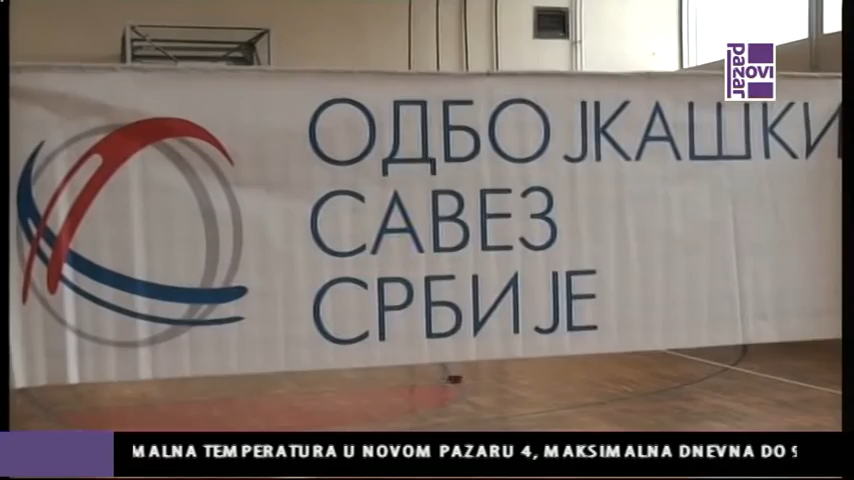 NOVI
pazar
ОДБОЈКАШКИ
САВЕЗ
СРБИЈЕ
MALNA TEMPERATURA U NOVOM PAZARU 4, MAKSIMALNA DNEVNA DO